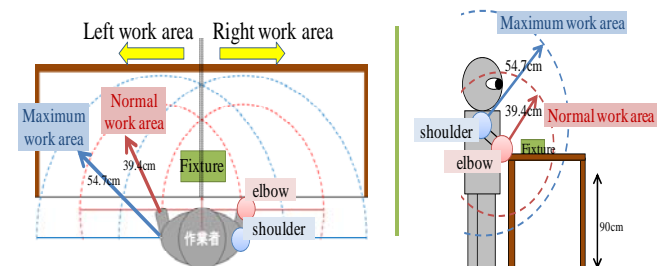 Left work area
Right work area
Maximum
work area
Normal
work area
54.7cm
39.4cm
Fixture
elbow
shoulder
作業者
Maximum work area
54.7cm
39.4cm
Normal work area
shoulder
Fixture
elbow
90cm